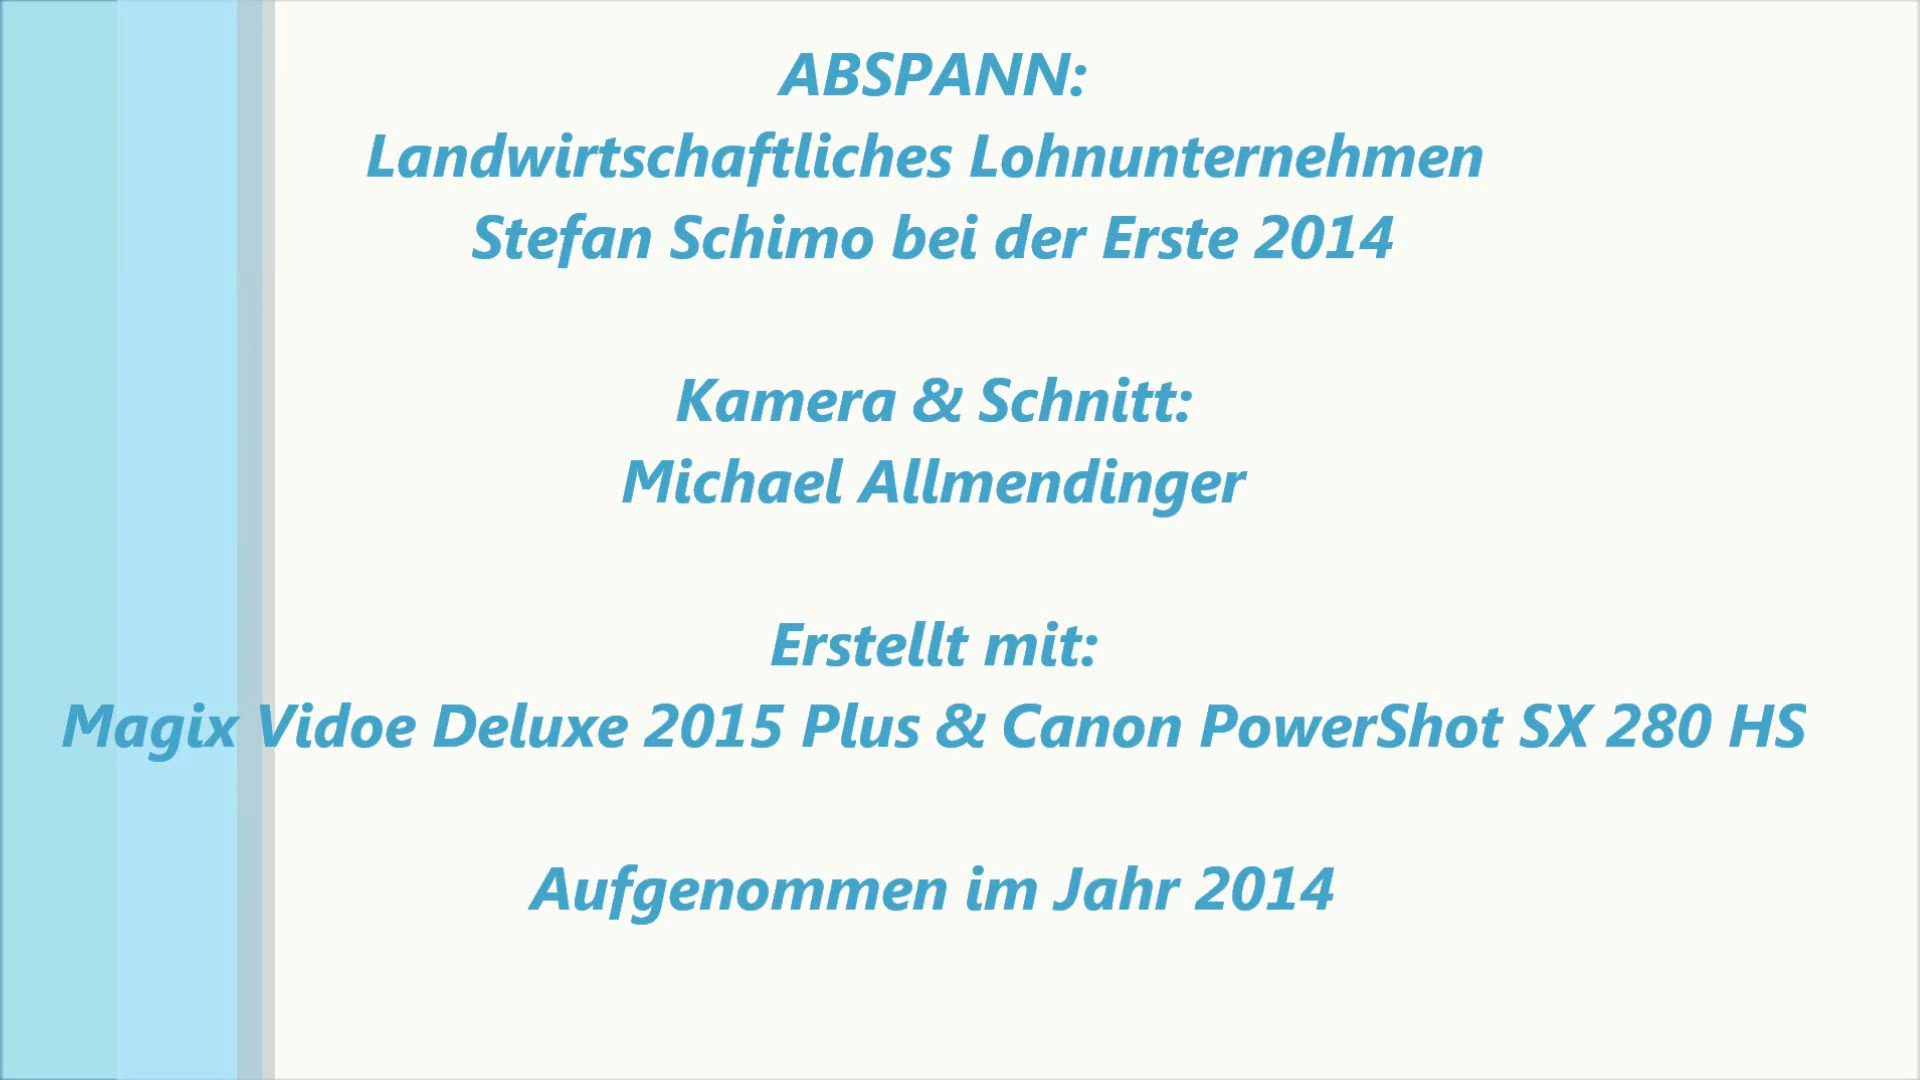 ABSPANN:
Landwirtschaftliches Lohnunternehmen
Stefan Schimo bei der Erste 2014
Kamera & Schnitt:
Michael Allmendinger
Erstellt mit:
Magix Vidoe Deluxe 2015 Plus & Canon PowerShot SX 280 HS
Aufgenommen im Jahr 2014